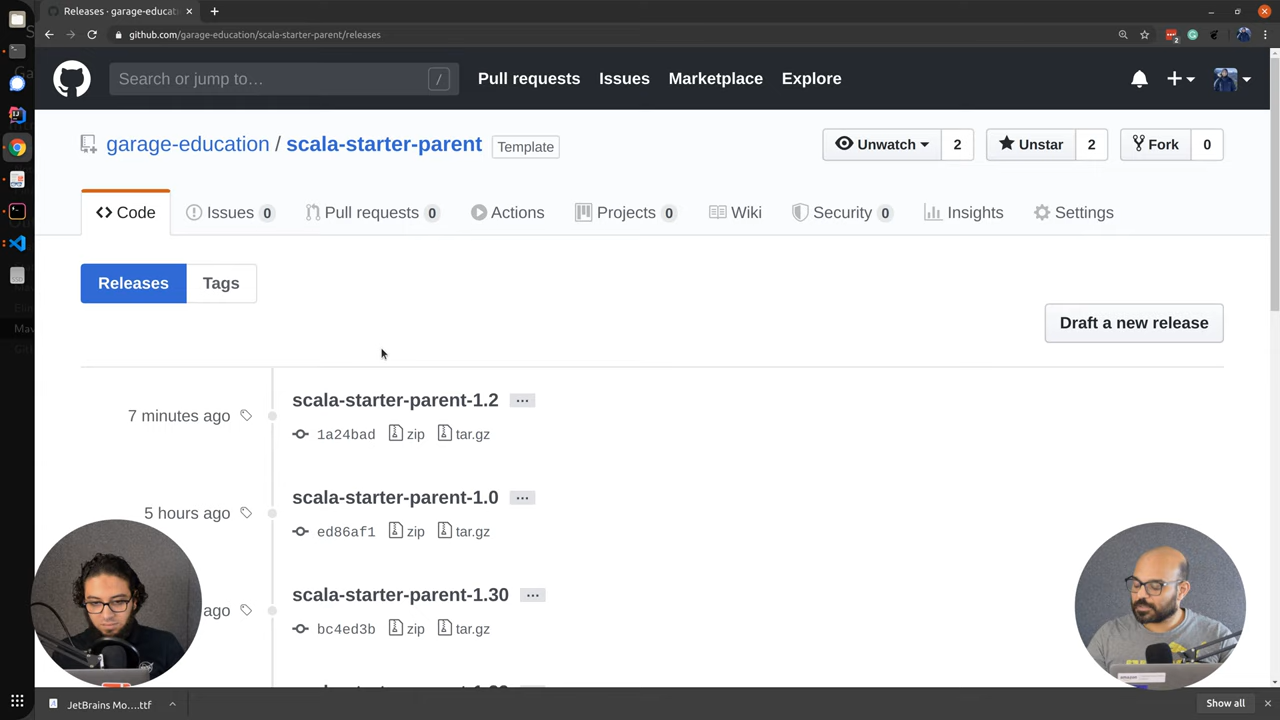 Releases · garage-educat
github.com/garage-education/scala-starter-parent/releases
2
Search or jump to…
/
Pull requests
Issues
Marketplace
Explore
garage-education / scala-starter-parent
Template
Unwatch
2
Unstar
2
Fork
0
Code
Issues 0
Pull requests 0
Actions
Projects 0
Wiki
Security 0
Insights
Settings
Releases
Tags
Draft a new release
scala-starter-parent-1.2
7 minutes ago
1a24bad
zip
tar.gz
scala-starter-parent-1.0
5 hours ago
ed86af1
zip
tar.gz
scala-starter-parent-1.30
ago
bc4ed3b
zip
tar.gz
JetBrains Mo....ttf
Show all